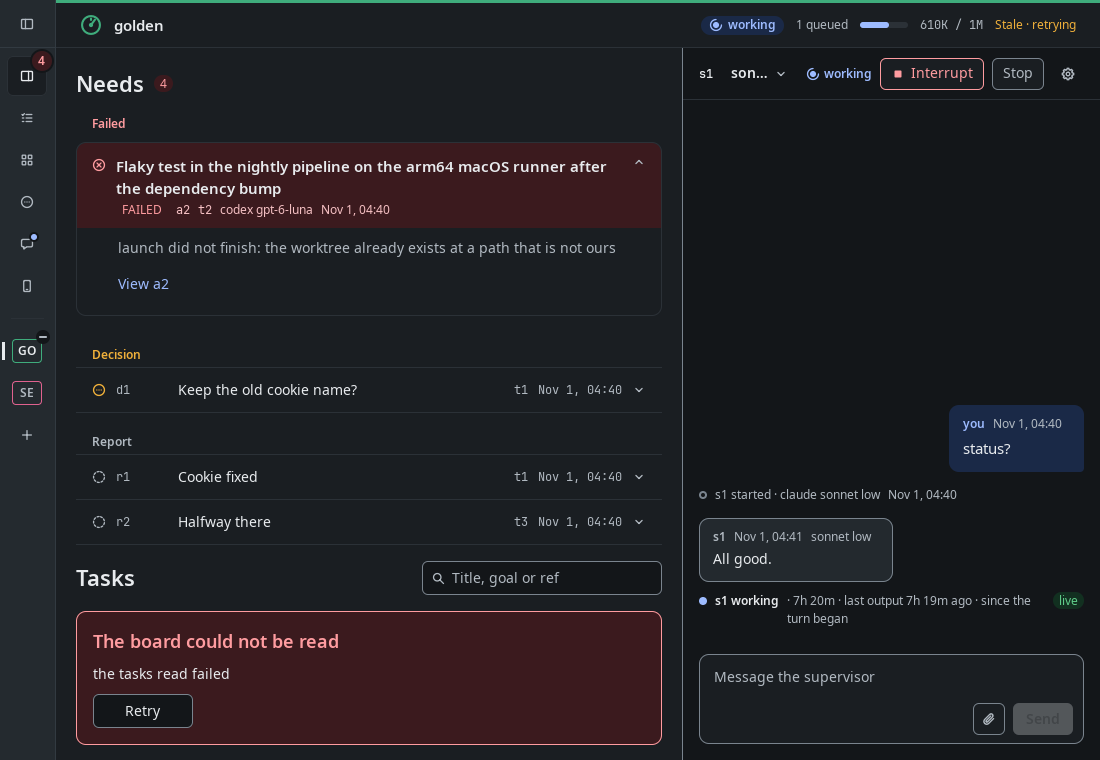 golden
working
1 queued
610K / 1M
Stale · retrying
4
GO
SE
Needs 4
Failed
Flaky test in the nightly pipeline on the arm64 macOS runner after
the dependency bump
FAILED a2 t2 codex gpt-6-luna Nov 1, 04:40
launch did not finish: the worktree already exists at a path that is not ours
View a2
Decision
d1 Keep the old cookie name? t1 Nov 1, 04:40
Report
r1 Cookie fixed t1 Nov 1, 04:40
r2 Halfway there t3 Nov 1, 04:40
Tasks
Title, goal or ref
The board could not be read
the tasks read failed
Retry
s1 son... working Interrupt Stop
you Nov 1, 04:40
status?
s1 started · claude sonnet low Nov 1, 04:40
s1 Nov 1, 04:41 sonnet low
All good.
s1 working · 7h 20m · last output 7h 19m ago · since the
turn began
live
Message the supervisor
Send